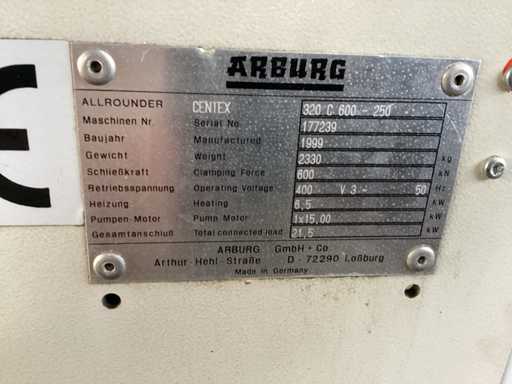 CE
ARBURG
ALLROUNDER CENTEX 320 C 600 - 250
Maschinen Nr. Serial No. 177239
Baujahr Manufactured 1999
Gewicht Weight 2330 kg
Schließkraft Clamping Force 600 kN
Betriebsspannung Operating Voltage 400 V 3~ 50 Hz
Heizung Heating 6,5 kW
Pumpen-Motor Pump Motor 1x15,00 kW
Gesamtanschluß Total connected load 21,5 kW
ARBURG GmbH + Co
Arthur-Hehl-Straße D-72290 Loßburg
Made in Germany